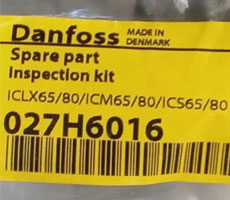 Danfoss MADE IN
DENMARK
Spare part
Inspection kit
ICLX65/80/ICM65/80/ICS65/80
027H6016